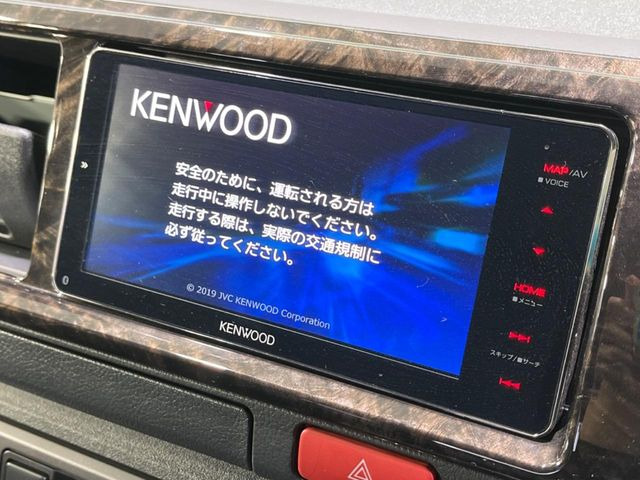 KENWOOD
安全のために、運転される方は
走行中に操作しないでください。
走行する際は、実際の交通規制に
必ず従ってください。
© 2019 JVC KENWOOD Corporation
KENWOOD
MAP/AV
■ VOICE
HOME
■メニュー
スキップ/■サーチ